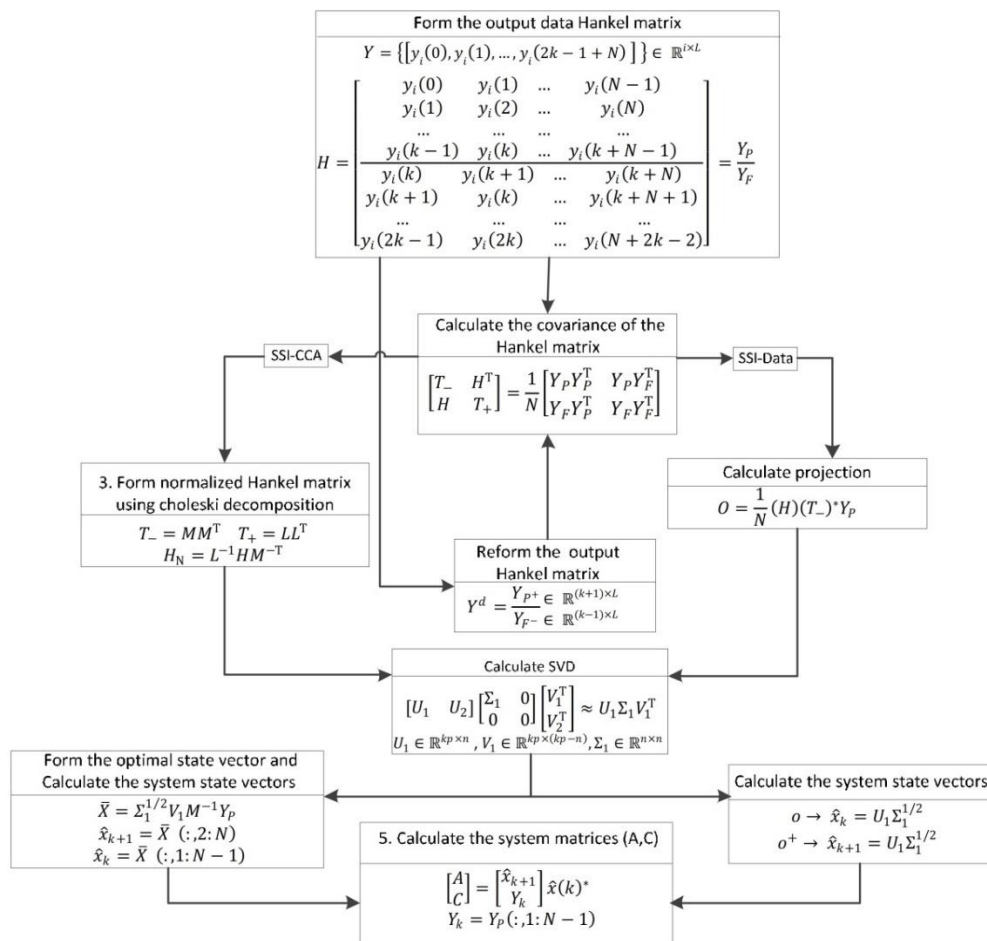 Form the output data Hankel matrix
Y = {[y_i(0), y_i(1), ..., y_i(2k − 1 + N) ]} ∈ ℝ^{i×L}
y_i(0) y_i(1) ... y_i(N − 1)
y_i(1) y_i(2) ... y_i(N)
... ... ... ...
y_i(k − 1) y_i(k) ... y_i(k + N − 1)
H = = Y_P / Y_F
y_i(k) y_i(k + 1) ... y_i(k + N)
y_i(k + 1) y_i(k) ... y_i(k + N + 1)
... ... ... ...
y_i(2k − 1) y_i(2k) ... y_i(N + 2k − 2)
Calculate the covariance of the
Hankel matrix
[T_− H^T; H T_+] = 1/N [Y_P Y_P^T Y_P Y_F^T; Y_F Y_P^T Y_F Y_F^T]
SSI-CCA
SSI-Data
3. Form normalized Hankel matrix
using choleski decomposition
T_− = MM^T T_+ = LL^T
H_N = L^{−1}HM^{−T}
Calculate projection
O = 1/N (H)(T_−)^* Y_P
Reform the output
Hankel matrix
Y^d = Y_{P^+} ∈ ℝ^{(k+1)×L} / Y_{F^−} ∈ ℝ^{(k−1)×L}
Calculate SVD
[U_1 U_2] [Σ_1 0; 0 0] [V_1^T; V_2^T] ≈ U_1Σ_1V_1^T
U_1 ∈ ℝ^{kp×n} , V_1 ∈ ℝ^{kp×(kp−n)}, Σ_1 ∈ ℝ^{n×n}
Form the optimal state vector and
Calculate the system state vectors
X̄ = Σ_1^{1/2} V_1 M^{−1} Y_P
x̂_{k+1} = X̄ (:,2: N)
x̂_k = X̄ (:,1: N − 1)
Calculate the system state vectors
o → x̂_k = U_1Σ_1^{1/2}
o^+ → x̂_{k+1} = U_1Σ_1^{1/2}
5. Calculate the system matrices (A,C)
[A; C] = [x̂_{k+1}; Y_k] x̂(k)^*
Y_k = Y_P(:,1: N − 1)